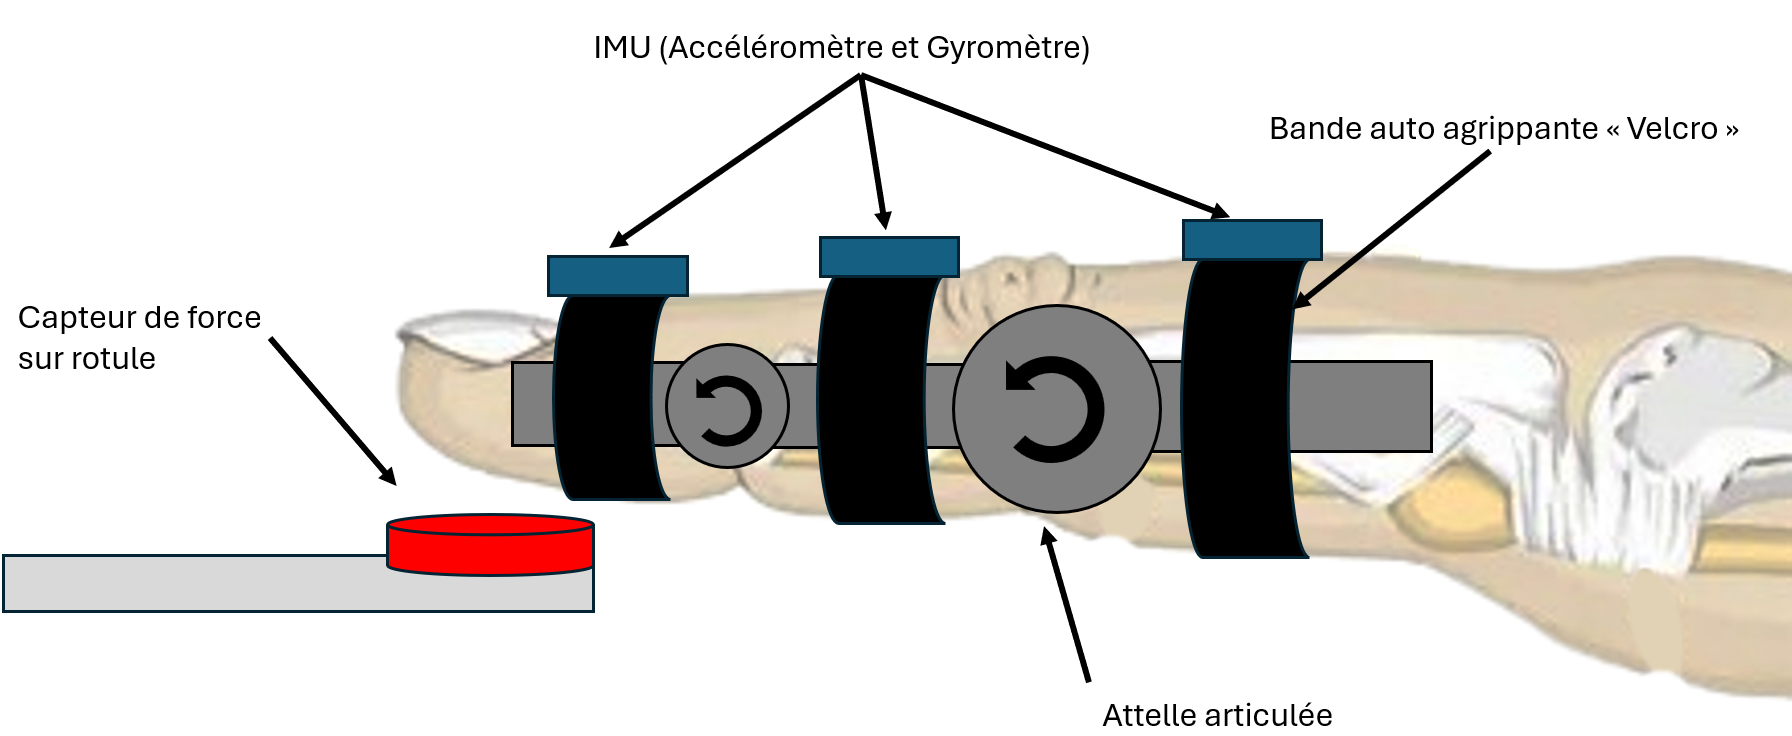 IMU (Accéléromètre et Gyromètre)
Bande auto agrippante « Velcro »
Capteur de force
sur rotule
Attelle articulée